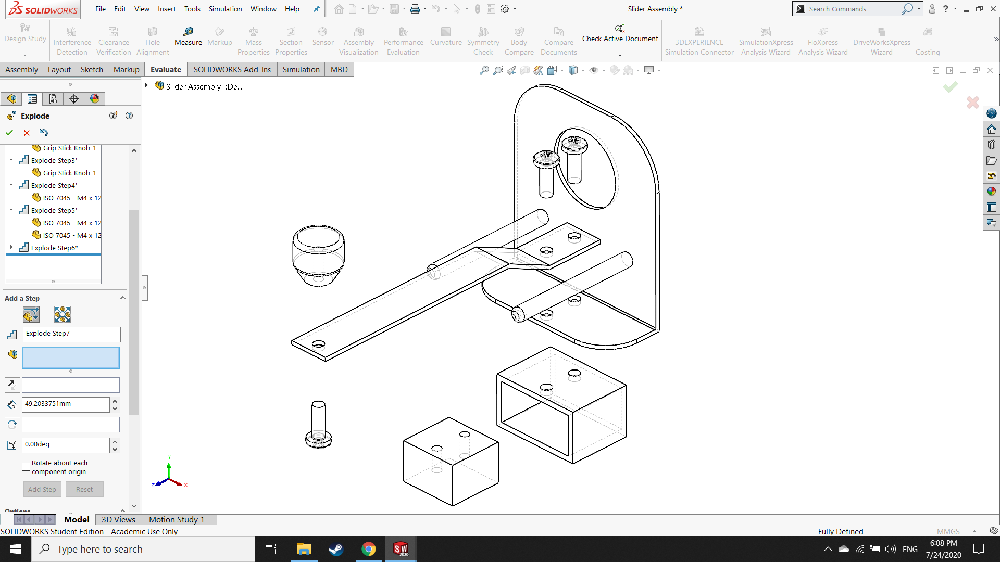 SOLIDWORKS
File Edit View Insert Tools Simulation Window Help
Slider Assembly *
Search Commands
Design Study
Interference Detection
Clearance Verification
Hole Alignment
Measure
Markup
Mass Properties
Section Properties
Sensor
Assembly Visualization
Performance Evaluation
Curvature
Symmetry Check
Body Compare
Compare Documents
Check Active Document
3DEXPERIENCE Simulation Connector
SimulationXpress Analysis Wizard
FloXpress Analysis Wizard
DriveWorksXpress Wizard
Costing
Assembly Layout Sketch Markup Evaluate SOLIDWORKS Add-Ins Simulation MBD
Slider Assembly (De...
Explode
Grip Stick Knob-1
Explode Step3*
Grip Stick Knob-1
Explode Step4*
ISO 7045 - M4 x 12
Explode Step5*
ISO 7045 - M4 x 12
ISO 7045 - M4 x 12
Explode Step6*
Add a Step
Explode Step7
D1
49.2033751mm
A
0.00deg
Rotate about each
component origin
Add Step Reset
Options
Y
Z X
Model 3D Views Motion Study 1
SOLIDWORKS Student Edition - Academic Use Only
Fully Defined
MMGS
Type here to search
SW
2020
ENG
6:08 PM
7/24/2020